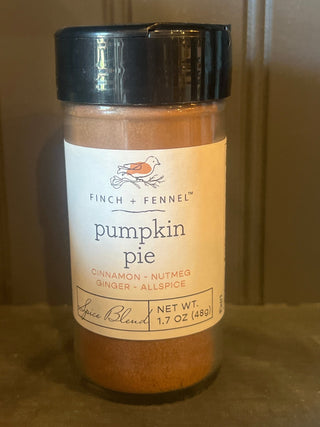 FINCH + FENNEL™
pumpkin
pie
CINNAMON - NUTMEG
GINGER - ALLSPICE
Spice Blend
NET WT.
1.7 OZ (48g)